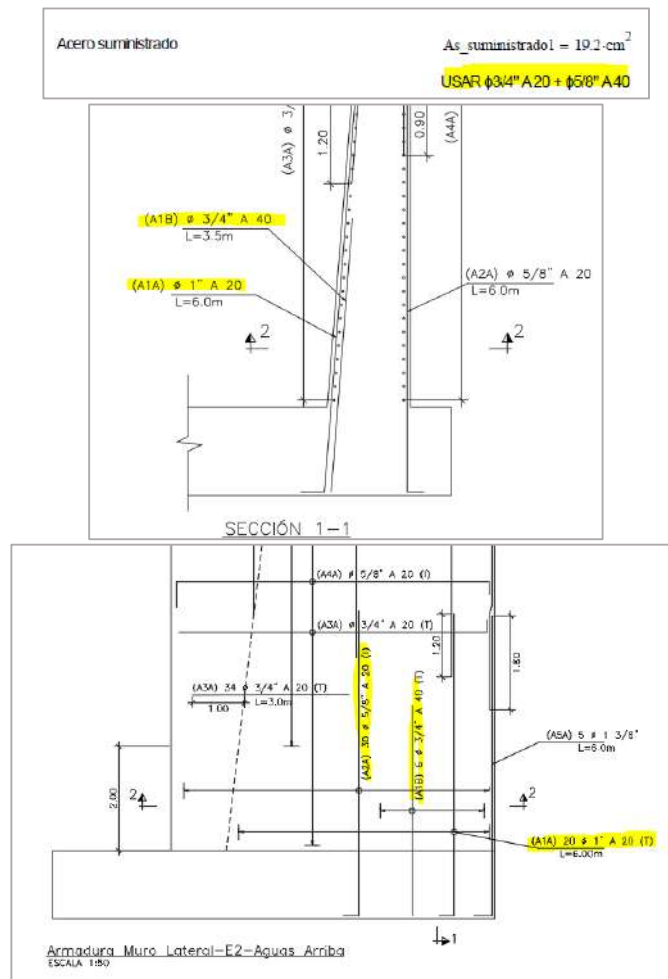 Acero suministrado
As_suministrado1 = 19.2·cm²
USAR ϕ3/4" A 20 + ϕ5/8" A 40
(A3A) ø 3/
1.20
0.90
(A4A)
(A1B) ø 3/4" A 40
L=3.5m
(A1A) ø 1" A 20
L=6.0m
(A2A) ø 5/8" A 20
L=6.0m
2
2
SECCIÓN 1-1
(A4A) ø 5/8" A 20 (I)
(A3A) ø 3/4" A 20 (T)
1.20
1.80
(A3A) 34 ø 3/4" A 20 (T)
L=3.0m
1.00
(A2A) 30 ø 5/8" A 20 (I)
(A1B) 6 ø 3/4" A 40 (T)
(A5A) 5 ø 1 3/8"
L=6.0m
2.00
2
2
(A1A) 20 ø 1" A 20 (T)
L=6.00m
1
Armadura Muro Lateral-E2-Aguas Arriba
ESCALA 1:50